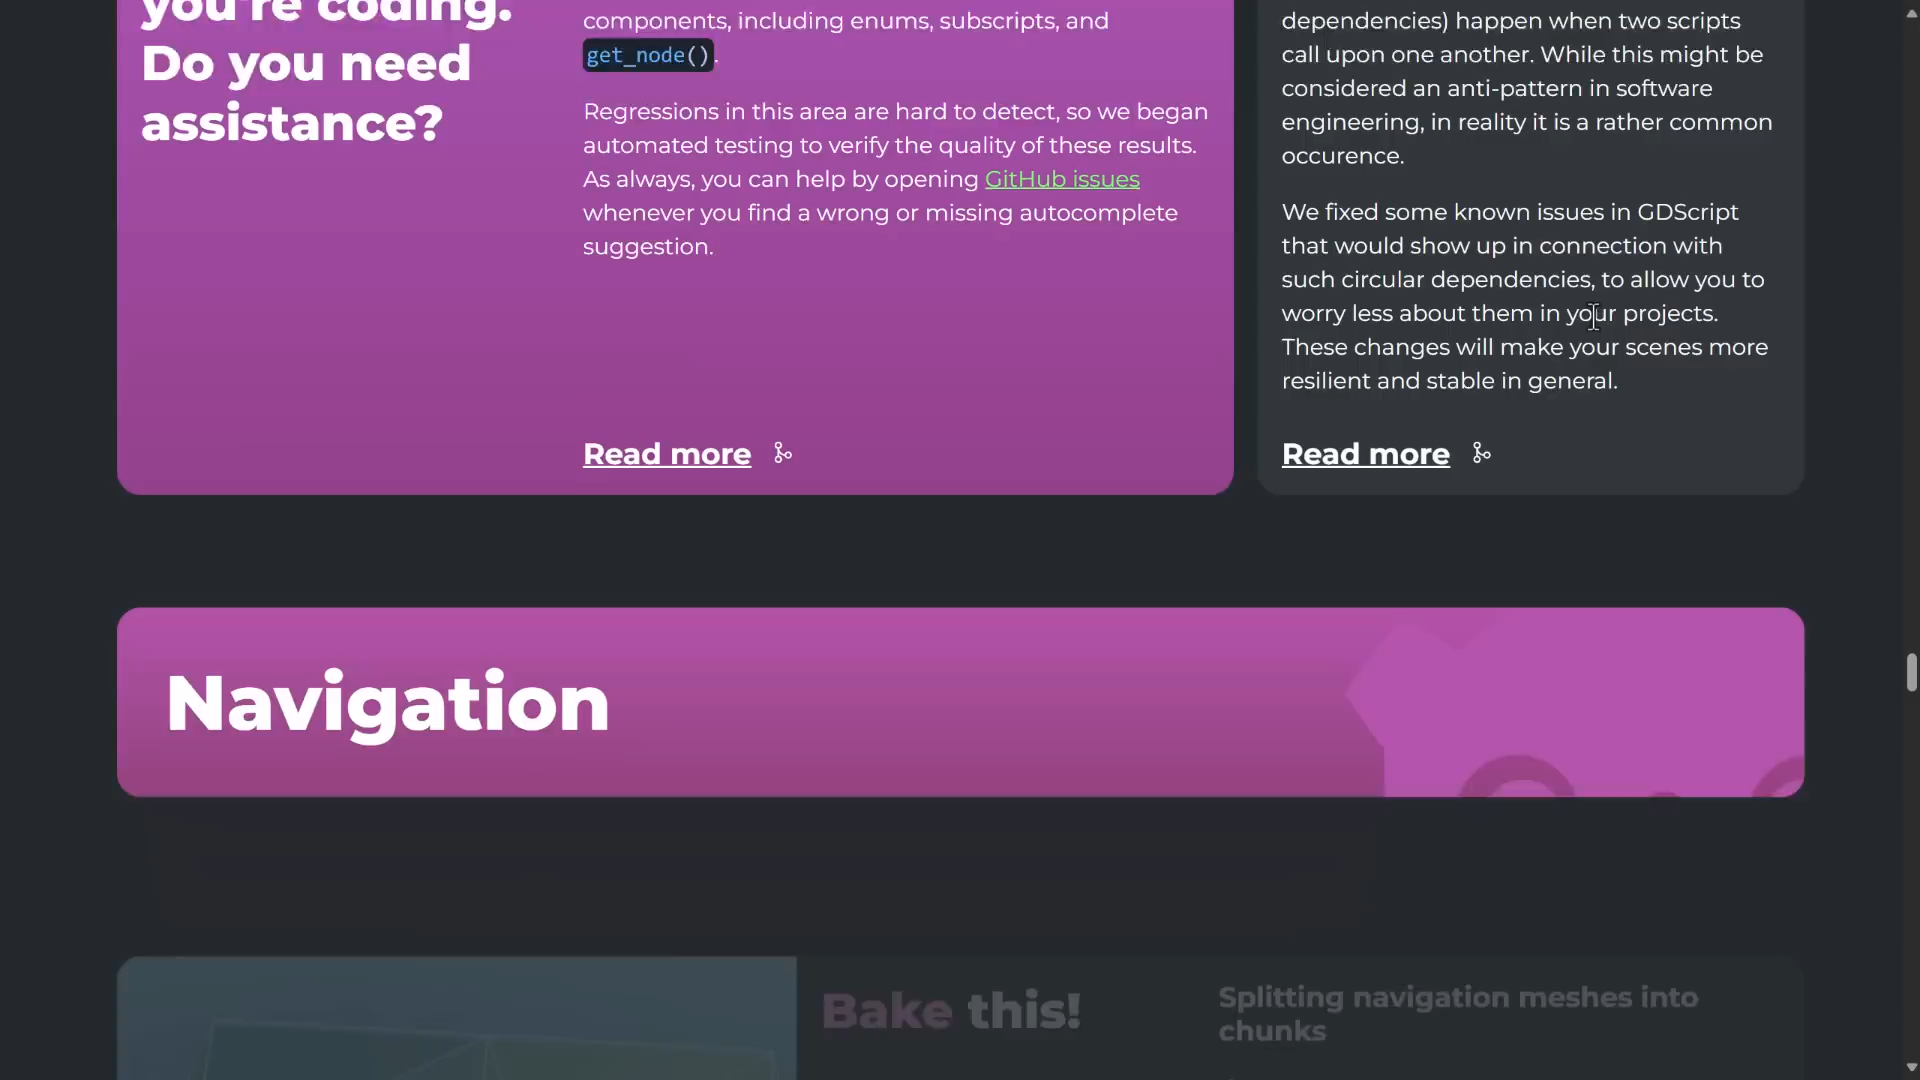 you're coding.
Do you need
assistance?
components, including enums, subscripts, and
get_node().
Regressions in this area are hard to detect, so we began
automated testing to verify the quality of these results.
As always, you can help by opening GitHub issues
whenever you find a wrong or missing autocomplete
suggestion.
Read more
dependencies) happen when two scripts
call upon one another. While this might be
considered an anti-pattern in software
engineering, in reality it is a rather common
occurence.
We fixed some known issues in GDScript
that would show up in connection with
such circular dependencies, to allow you to
worry less about them in your projects.
These changes will make your scenes more
resilient and stable in general.
Read more
Navigation
Bake this!
Splitting navigation meshes into
chunks